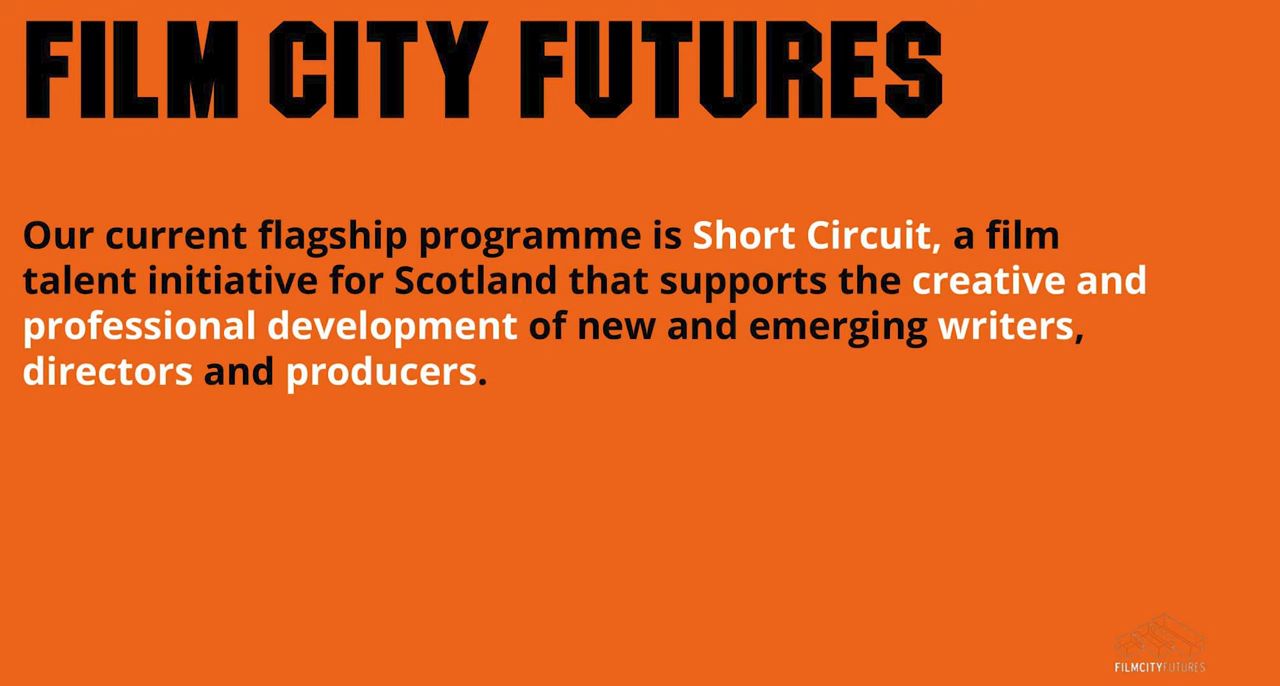 FILM CITY FUTURES
Our current flagship programme is Short Circuit, a film
talent initiative for Scotland that supports the creative and
professional development of new and emerging writers,
directors and producers.
FILMCITYFUTURES